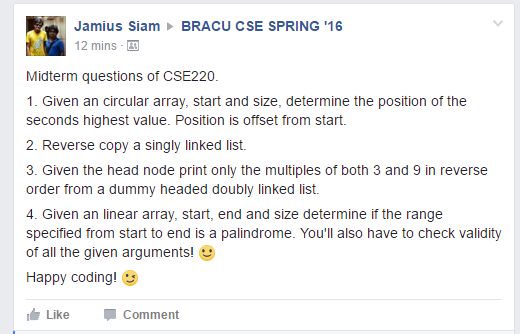 Jamius Siam ▸ BRACU CSE SPRING '16
12 mins ·
Midterm questions of CSE220.
1. Given an circular array, start and size, determine the position of the
seconds highest value. Position is offset from start.
2. Reverse copy a singly linked list.
3. Given the head node print only the multiples of both 3 and 9 in reverse
order from a dummy headed doubly linked list.
4. Given an linear array, start, end and size determine if the range
specified from start to end is a palindrome. You'll also have to check validity
of all the given arguments! 🙂
Happy coding! 😉
Like Comment